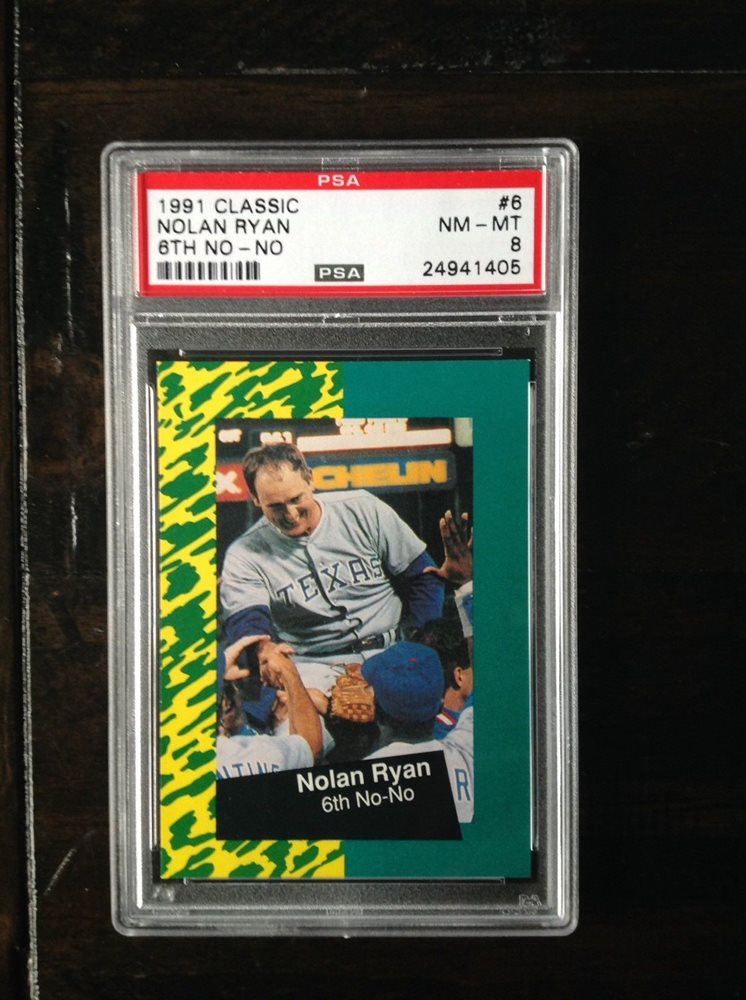 PSA
1991 CLASSIC #6
NOLAN RYAN NM - MT
6TH NO - NO 8
PSA 24941405
CHELIN
TEXAS
Nolan Ryan
6th No-No
R